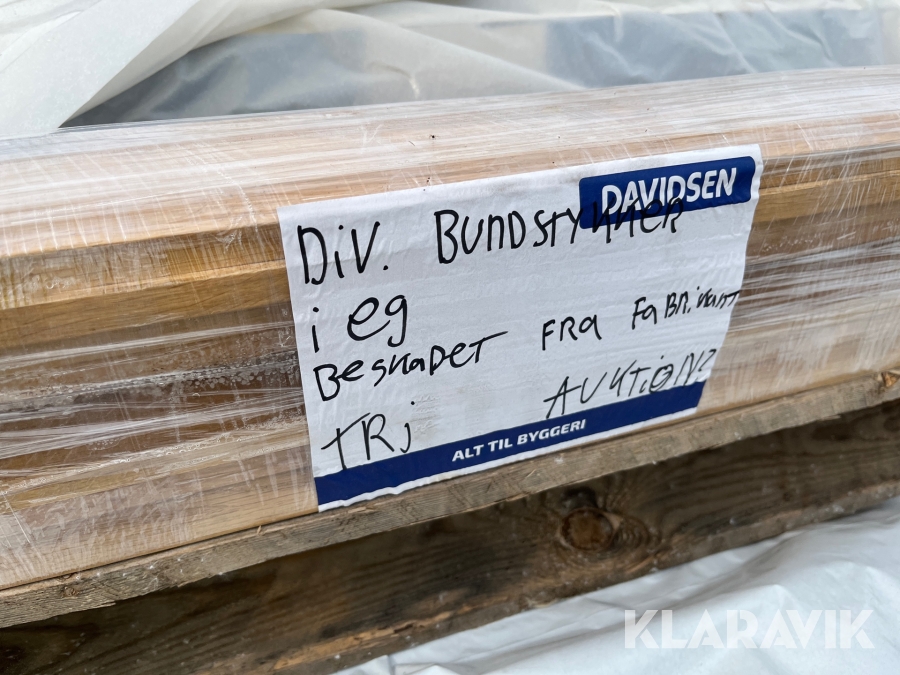 DAVIDSEN
DiV. BUNDSTYKKER
i eg
BESKADET FRA FABRIKANT
TRj AUKTiON?
ALT TIL BYGGERI
KLARAVIK